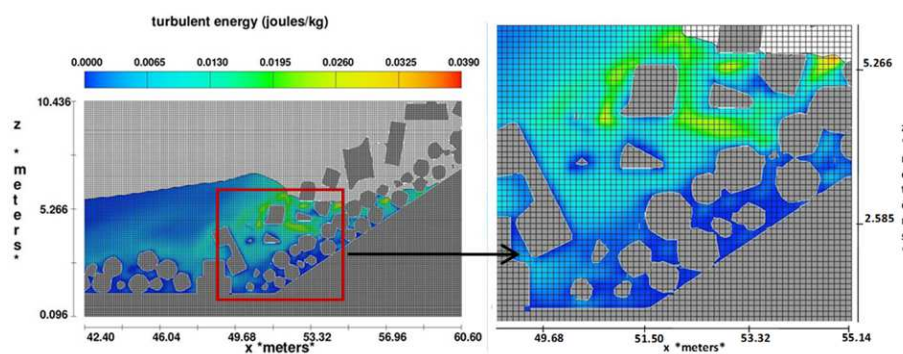 turbulent energy (joules/kg)
0.0000 0.0065 0.0130 0.0195 0.0260 0.0325 0.0390
10.436
z *meters*
5.266
0.096
42.40 46.04 49.68 53.32 56.96 60.60
x *meters*
5.266
2.585
49.68 51.50 53.32 55.14
x *meters*